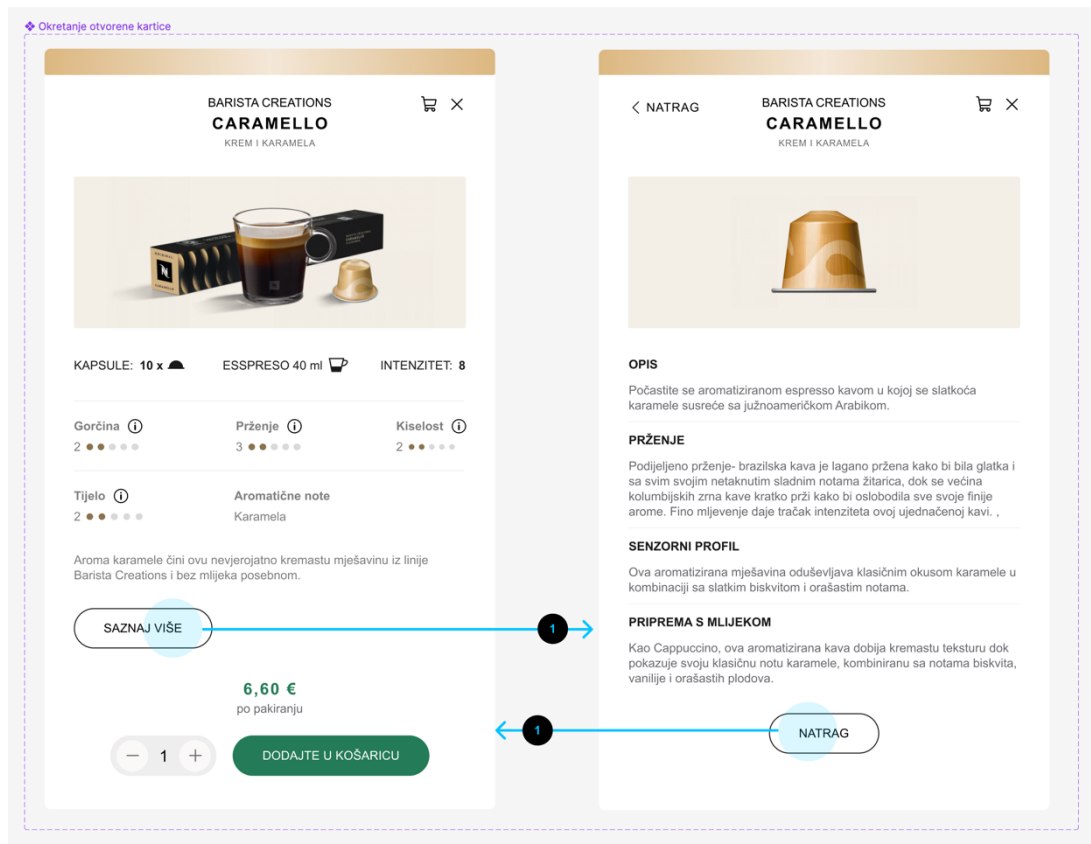 Okretanje otvorene kartice
BARISTA CREATIONS
CARAMELLO
KREM I KARAMELA
KAPSULE: 10 x
ESSPRESO 40 ml
INTENZITET: 8
Gorčina
Prženje
Kiselost
2
3
2
Tijelo
Aromatične note
2
Karamela
Aroma karamele čini ovu nevjerojatno kremastu mješavinu iz linije
Barista Creations i bez mlijeka posebnom.
SAZNAJ VIŠE
1
6,60 €
po pakiranju
1
DODAJTE U KOŠARICU
NATRAG
BARISTA CREATIONS
CARAMELLO
KREM I KARAMELA
OPIS
Počastite se aromatiziranom espresso kavom u kojoj se slatkoća
karamele susreće sa južnoameričkom Arabikom.
PRŽENJE
Podijeljeno prženje- brazilska kava je lagano pržena kako bi bila glatka i
sa svim svojim netaknutim sladnim notama žitarica, dok se većina
kolumbijskih zrna kave kratko prži kako bi oslobodila sve svoje finije
arome. Fino mljevenje daje tračak intenziteta ovoj ujednačenoj kavi. ,
SENZORNI PROFIL
Ova aromatizirana mješavina oduševljava klasičnim okusom karamele u
kombinaciji sa slatkim biskvitom i orašastim notama.
PRIPREMA S MLIJEKOM
Kao Cappuccino, ova aromatizirana kava dobija kremastu teksturu dok
pokazuje svoju klasičnu notu karamele, kombiniranu sa notama biskvita,
vanilije i orašastih plodova.
1
NATRAG